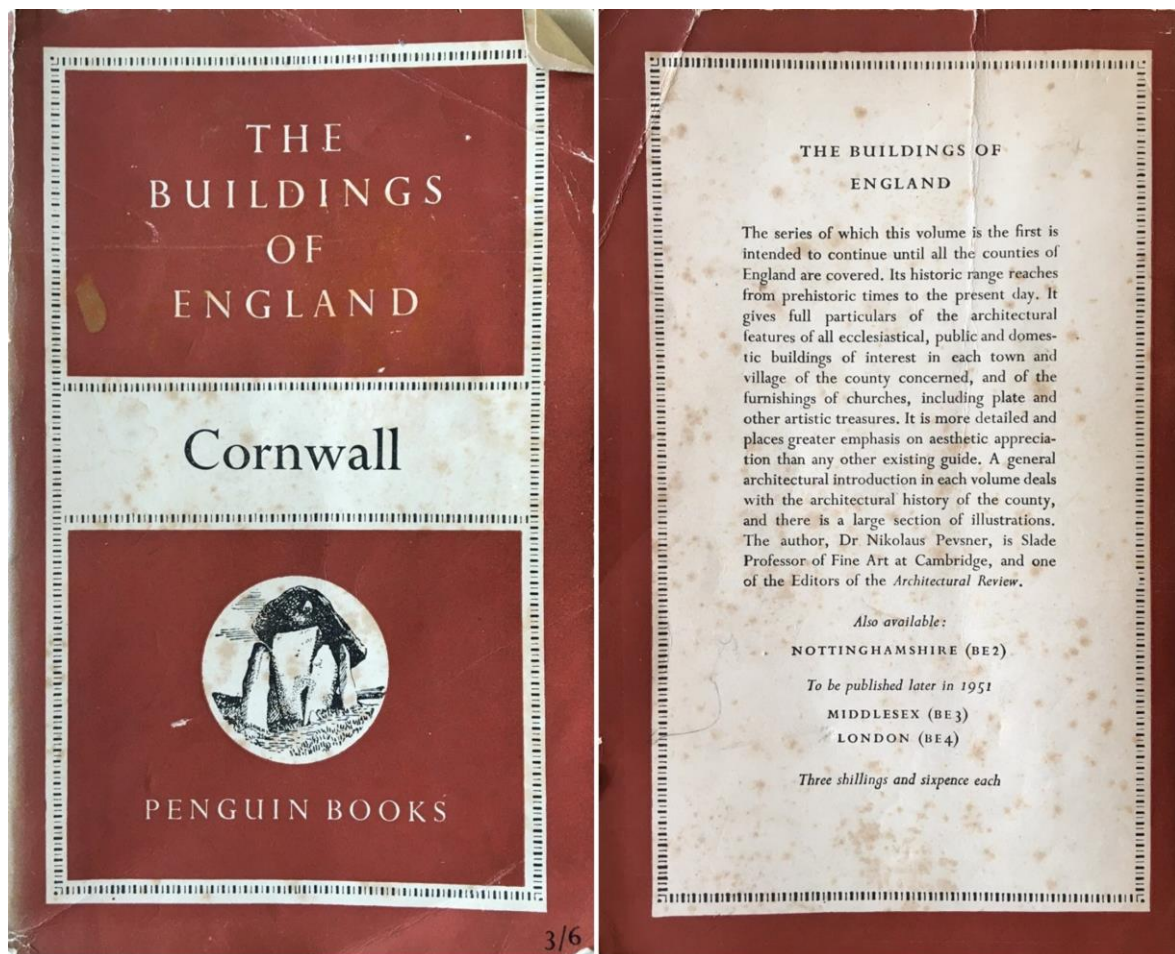 THE
BUILDINGS
OF
ENGLAND
Cornwall
PENGUIN BOOKS
3/6
THE BUILDINGS OF
ENGLAND
The series of which this volume is the first is
intended to continue until all the counties of
England are covered. Its historic range reaches
from prehistoric times to the present day. It
gives full particulars of the architectural
features of all ecclesiastical, public and domes-
tic buildings of interest in each town and
village of the county concerned, and of the
furnishings of churches, including plate and
other artistic treasures. It is more detailed and
places greater emphasis on aesthetic apprecia-
tion than any other existing guide. A general
architectural introduction in each volume deals
with the architectural history of the county,
and there is a large section of illustrations.
The author, Dr Nikolaus Pevsner, is Slade
Professor of Fine Art at Cambridge, and one
of the Editors of the Architectural Review.
Also available:
NOTTINGHAMSHIRE (BE2)
To be published later in 1951
MIDDLESEX (BE3)
LONDON (BE4)
Three shillings and sixpence each